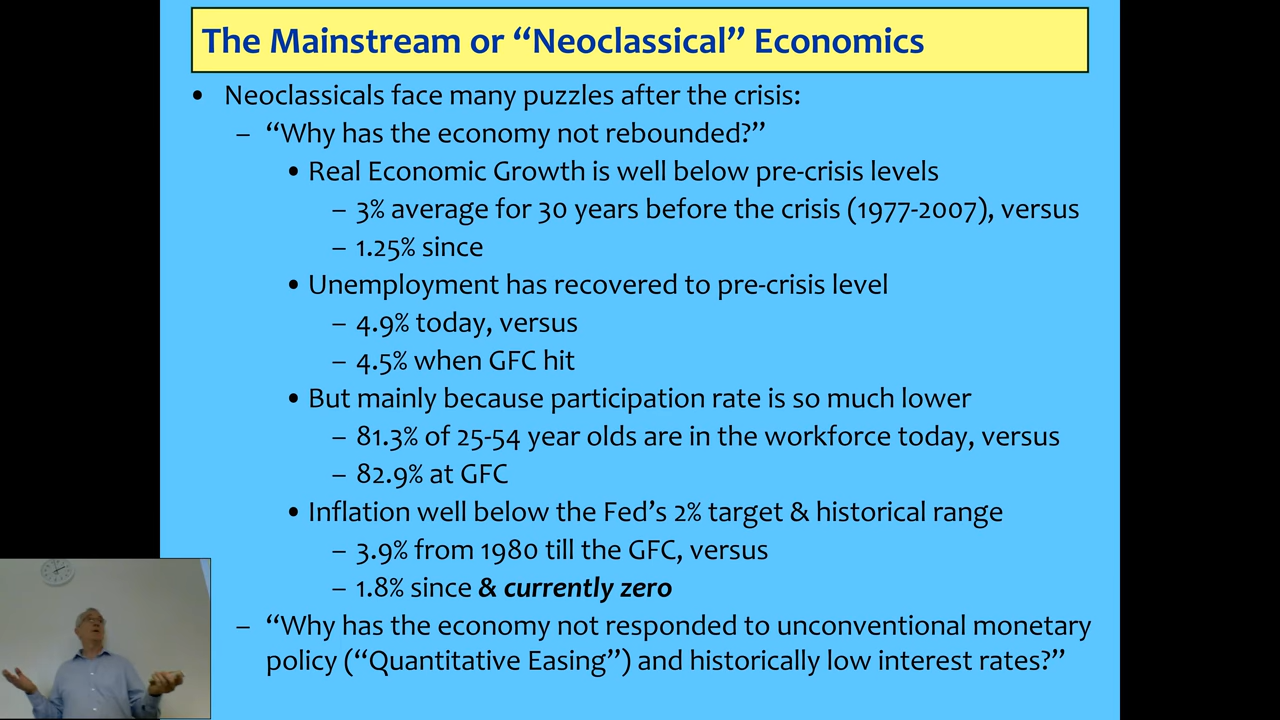 The Mainstream or “Neoclassical” Economics
• Neoclassicals face many puzzles after the crisis:
– “Why has the economy not rebounded?”
• Real Economic Growth is well below pre-crisis levels
– 3% average for 30 years before the crisis (1977-2007), versus
– 1.25% since
• Unemployment has recovered to pre-crisis level
– 4.9% today, versus
– 4.5% when GFC hit
• But mainly because participation rate is so much lower
– 81.3% of 25-54 year olds are in the workforce today, versus
– 82.9% at GFC
• Inflation well below the Fed’s 2% target & historical range
– 3.9% from 1980 till the GFC, versus
– 1.8% since & currently zero
– “Why has the economy not responded to unconventional monetary
policy (“Quantitative Easing”) and historically low interest rates?”